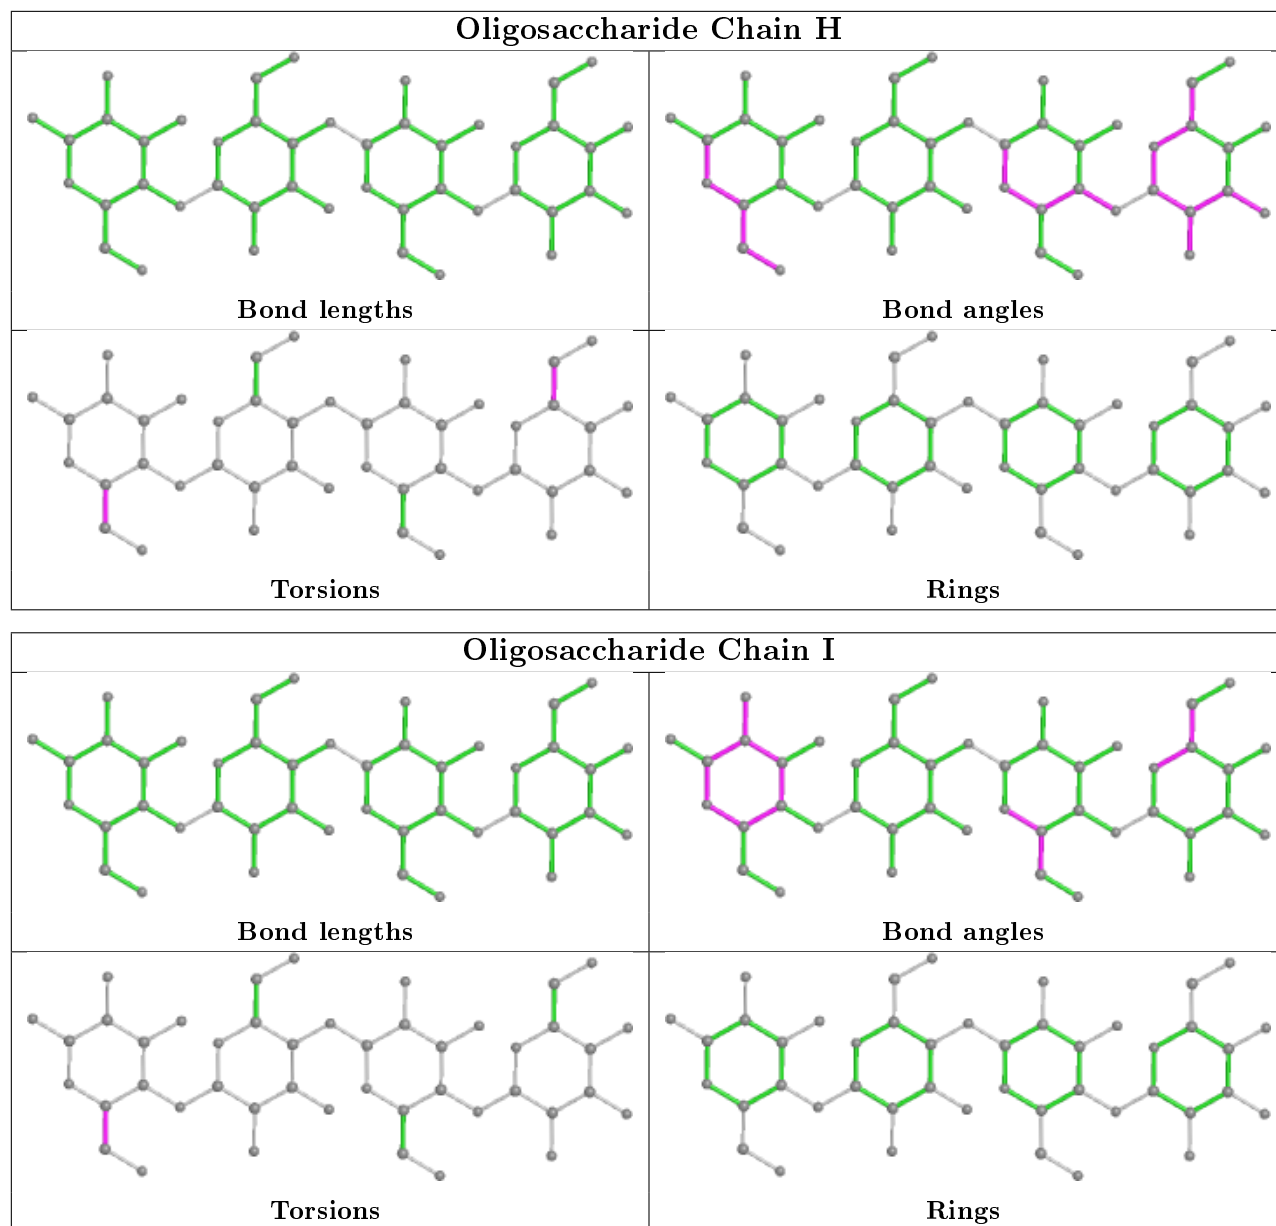 Oligosaccharide Chain H
Bond lengths
Bond angles
Torsions
Rings
Oligosaccharide Chain I
Bond lengths
Bond angles
Torsions
Rings